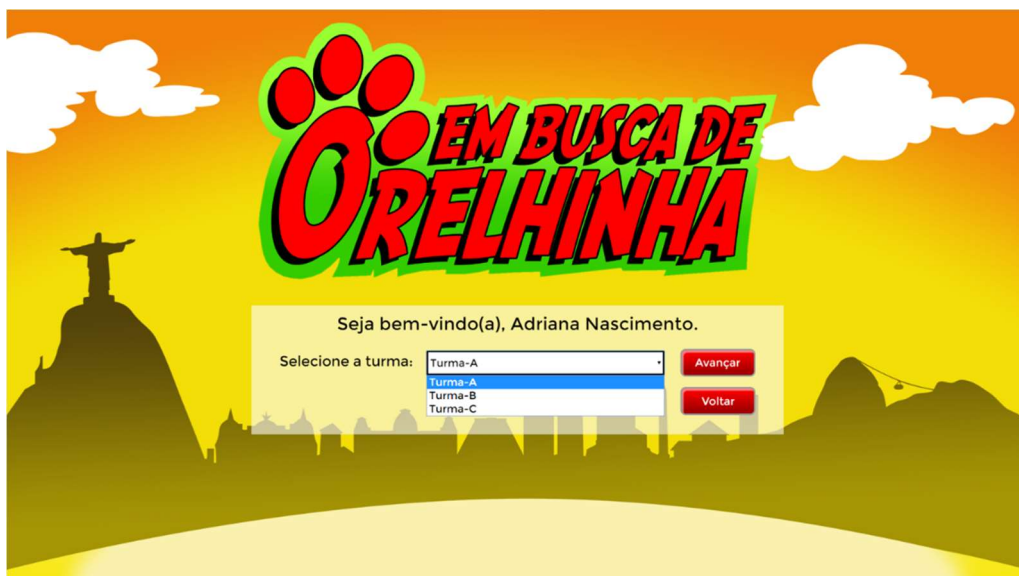 EM BUSCA DE
ORELHINHA
Seja bem-vindo(a), Adriana Nascimento.
Selecione a turma:
Turma-A
Avançar
Turma-A
Turma-B
Turma-C
Voltar